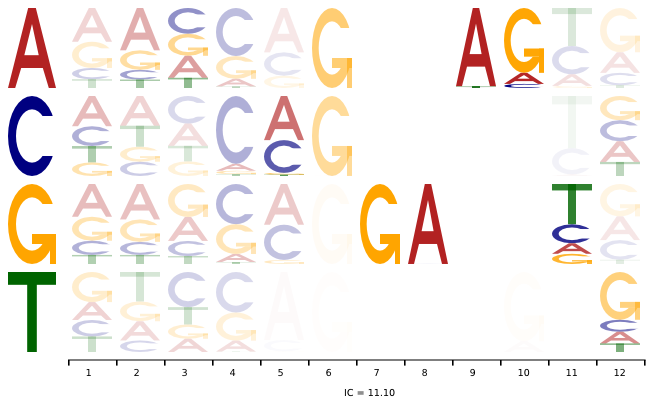 A A A C C A G A G T G
G G G G C A C A
C C A A C C
T T
C A A C C A G T G
C T A A C C C
T C T A
G G
G A A G C A G G A T G
G G A G C C A
C C C A A C
T T T G
T G T C C A C G G
A G T G C
C A G A A
T C A T
1 2 3 4 5 6 7 8 9 10 11 12
IC = 11.10